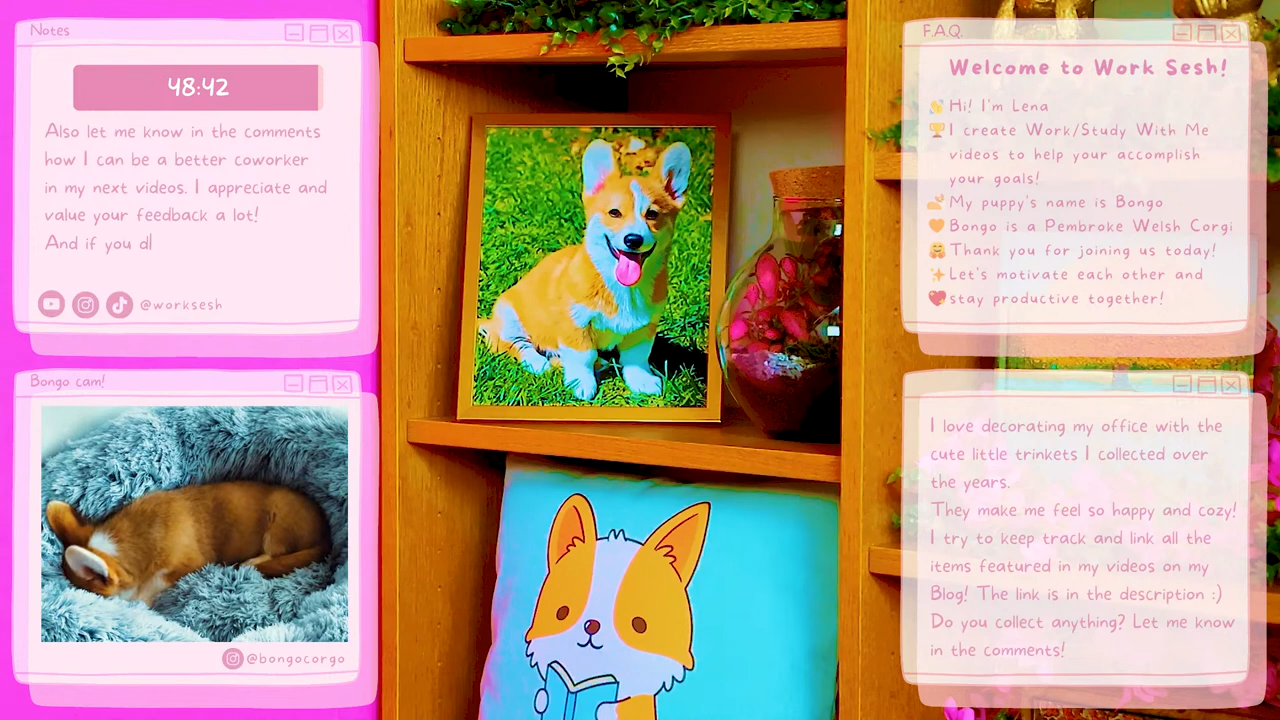 Notes
48:42
Also let me know in the comments
how I can be a better coworker
in my next videos. I appreciate and
value your feedback a lot!
And if you d
@worksesh
Bongo cam!
@bongocorgo
F.A.Q.
Welcome to Work Sesh!
Hi! I'm Lena
I create Work/Study With Me
videos to help your accomplish
your goals!
My puppy's name is Bongo
Bongo is a Pembroke Welsh Corgi
Thank you for joining us today!
Let's motivate each other and
stay productive together!
I love decorating my office with the
cute little trinkets I collected over
the years.
They make me feel so happy and cozy!
I try to keep track and link all the
items featured in my videos on my
Blog! The link is in the description :)
Do you collect anything? Let me know
in the comments!